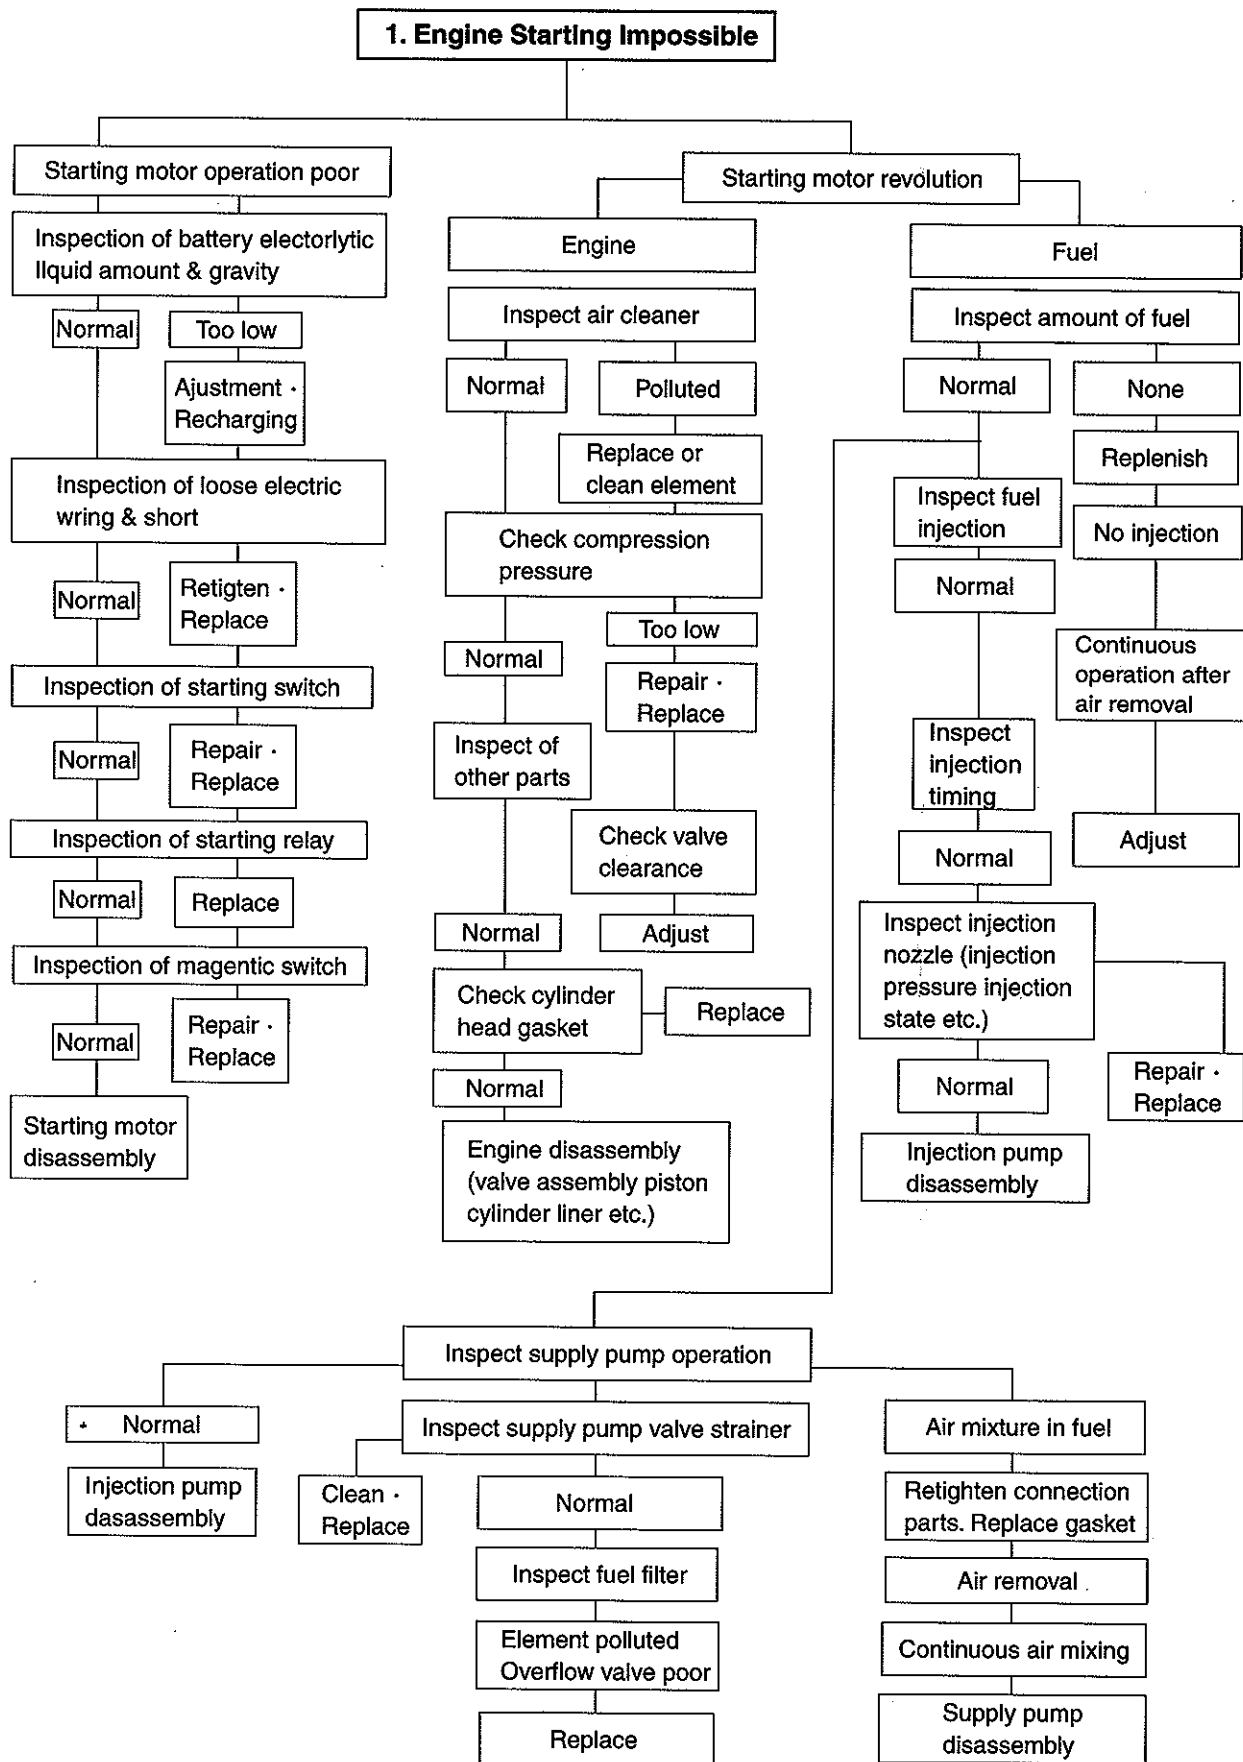 1. Engine Starting Impossible
Starting motor operation poor
Inspection of battery electorlytic
llquid amount & gravity
Normal
Too low
Ajustment ·
Recharging
Inspection of loose electric
wring & short
Normal
Retigten ·
Replace
Inspection of starting switch
Normal
Repair ·
Replace
Inspection of starting relay
Normal
Replace
Inspection of magentic switch
Normal
Repair ·
Replace
Starting motor
disassembly
Starting motor revolution
Engine
Inspect air cleaner
Normal
Polluted
Replace or
clean element
Check compression
pressure
Normal
Too low
Repair ·
Replace
Inspect of
other parts
Check valve
clearance
Normal
Adjust
Check cylinder
head gasket
Replace
Normal
Engine disassembly
(valve assembly piston
cylinder liner etc.)
Fuel
Inspect amount of fuel
Normal
None
Replenish
Inspect fuel
injection
No injection
Normal
Continuous
operation after
air removal
Inspect
injection
timing
Adjust
Normal
Inspect injection
nozzle (injection
pressure injection
state etc.)
Normal
Repair ·
Replace
Injection pump
disassembly
Inspect supply pump operation
Normal
Injection pump
dasassembly
Inspect supply pump valve strainer
Clean ·
Replace
Normal
Inspect fuel filter
Element polluted
Overflow valve poor
Replace
Air mixture in fuel
Retighten connection
parts. Replace gasket
Air removal
Continuous air mixing
Supply pump
disassembly